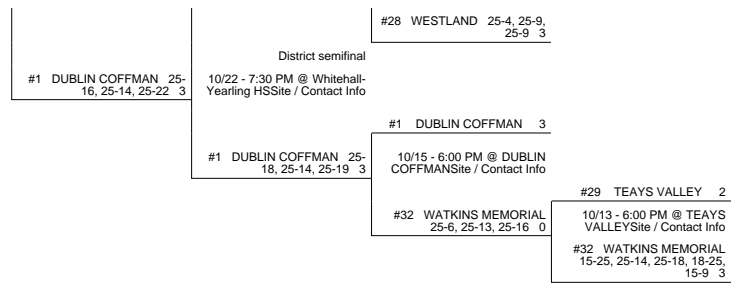 #28 WESTLAND 25-4, 25-9,
25-9 3
District semifinal
#1 DUBLIN COFFMAN 25-
16, 25-14, 25-22 3
10/22 - 7:30 PM @ Whitehall-
Yearling HSSite / Contact Info
#1 DUBLIN COFFMAN 3
#1 DUBLIN COFFMAN 25-
18, 25-14, 25-19 3
10/15 - 6:00 PM @ DUBLIN
COFFMANSite / Contact Info
#29 TEAYS VALLEY 2
#32 WATKINS MEMORIAL
25-6, 25-13, 25-16 0
10/13 - 6:00 PM @ TEAYS
VALLEYSite / Contact Info
#32 WATKINS MEMORIAL
15-25, 25-14, 25-18, 18-25,
15-9 3